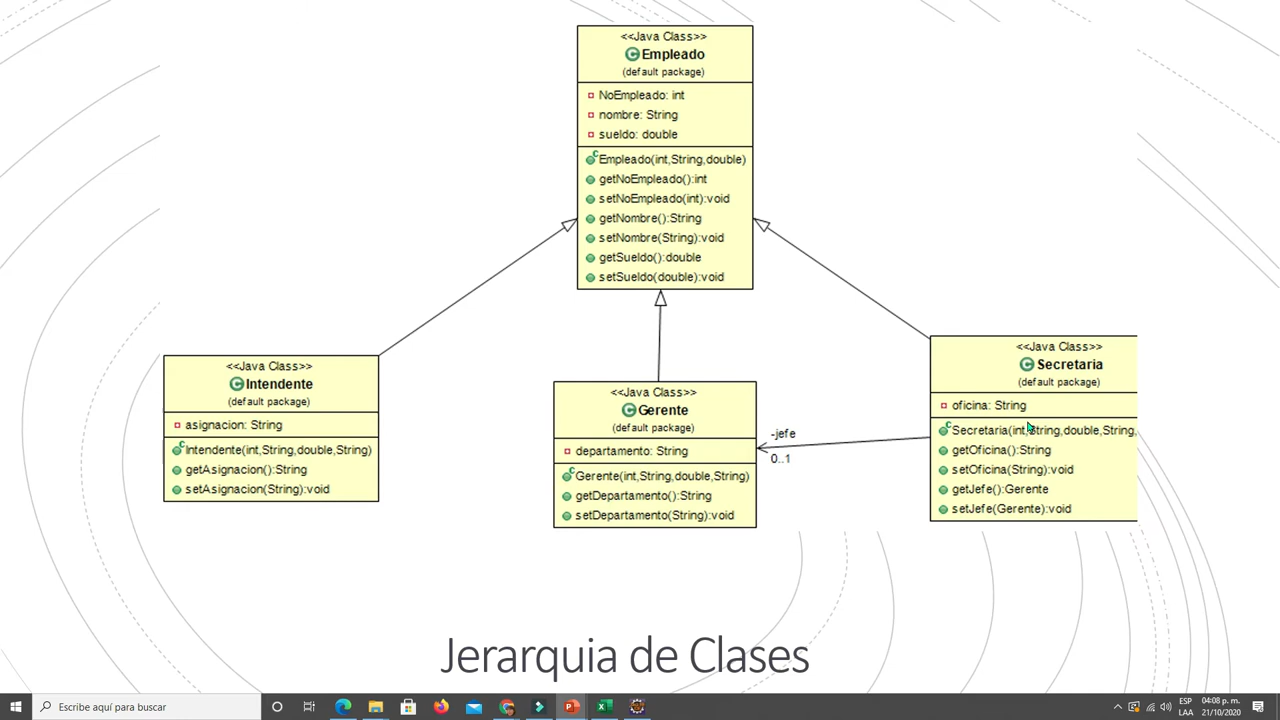 <<Java Class>>
Empleado
(default package)
NoEmpleado: int
nombre: String
sueldo: double
Empleado(int,String,double)
getNoEmpleado():int
setNoEmpleado(int):void
getNombre():String
setNombre(String):void
getSueldo():double
setSueldo(double):void
<<Java Class>>
Intendente
(default package)
asignacion: String
Intendente(int,String,double,String)
getAsignacion():String
setAsignacion(String):void
<<Java Class>>
Gerente
(default package)
departamento: String
Gerente(int,String,double,String)
getDepartamento():String
setDepartamento(String):void
-jefe
0..1
<<Java Class>>
Secretaria
(default package)
oficina: String
Secretaria(int,String,double,String,
getOficina():String
setOficina(String):void
getJefe():Gerente
setJefe(Gerente):void
Jerarquia de Clases
Escribe aquí para buscar
ESP
LAA
04:08 p. m.
21/10/2020